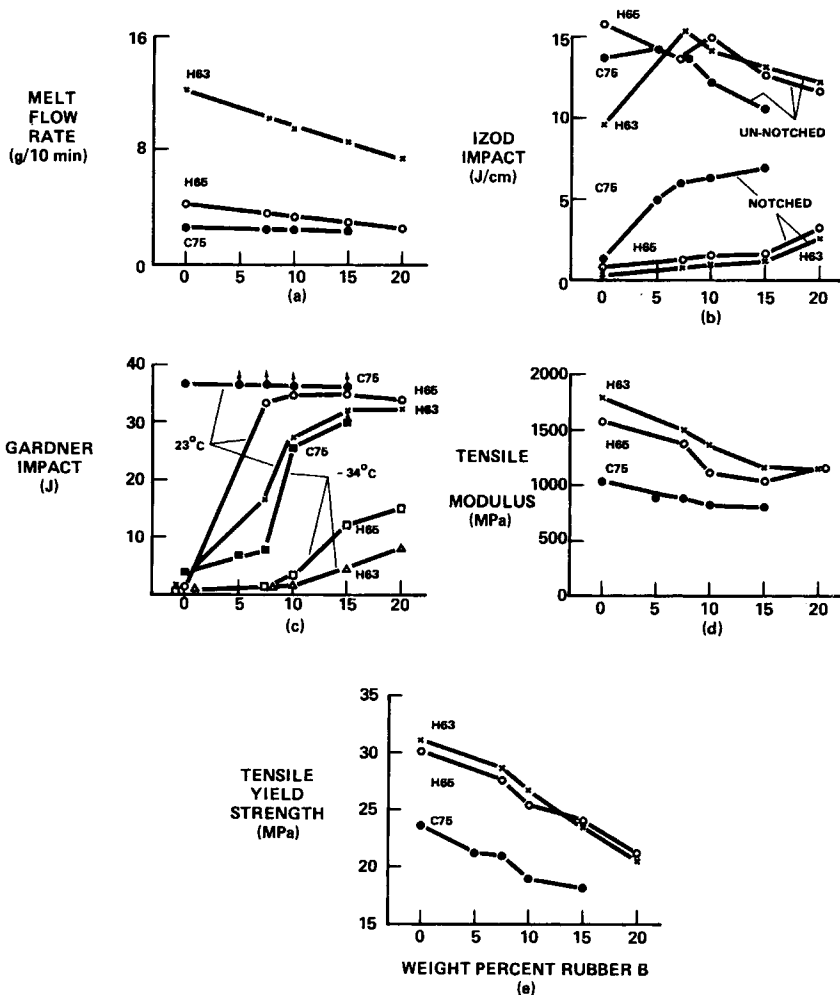 MELT
FLOW
RATE
(g/10 min)
16
8
0
H63
H65
C75
0 5 10 15 20
(a)
IZOD
IMPACT
(J/cm)
15
10
5
0
H65
C75
H63
UN-NOTCHED
C75
NOTCHED
H65
H63
0 5 10 15 20
(b)
GARDNER
IMPACT
(J)
40
30
20
10
C75
H65
H63
23°C
C75
-34°C
H65
H63
0 5 10 15 20
(c)
TENSILE
MODULUS
(MPa)
2000
1500
1000
500
0
H63
H65
C75
0 5 10 15 20
(d)
TENSILE
YIELD
STRENGTH
(MPa)
35
30
25
20
15
H63
H65
C75
0 5 10 15 20
WEIGHT PERCENT RUBBER B
(e)